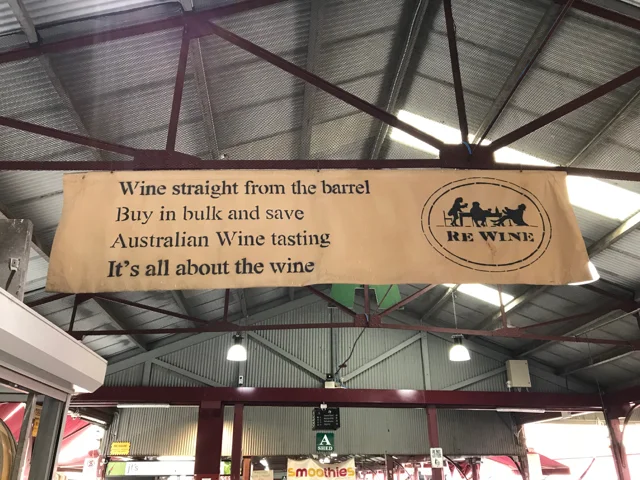 Wine straight from the barrel
Buy in bulk and save
Australian Wine tasting
It's all about the wine
RE WINE
A
SHED
smoothies